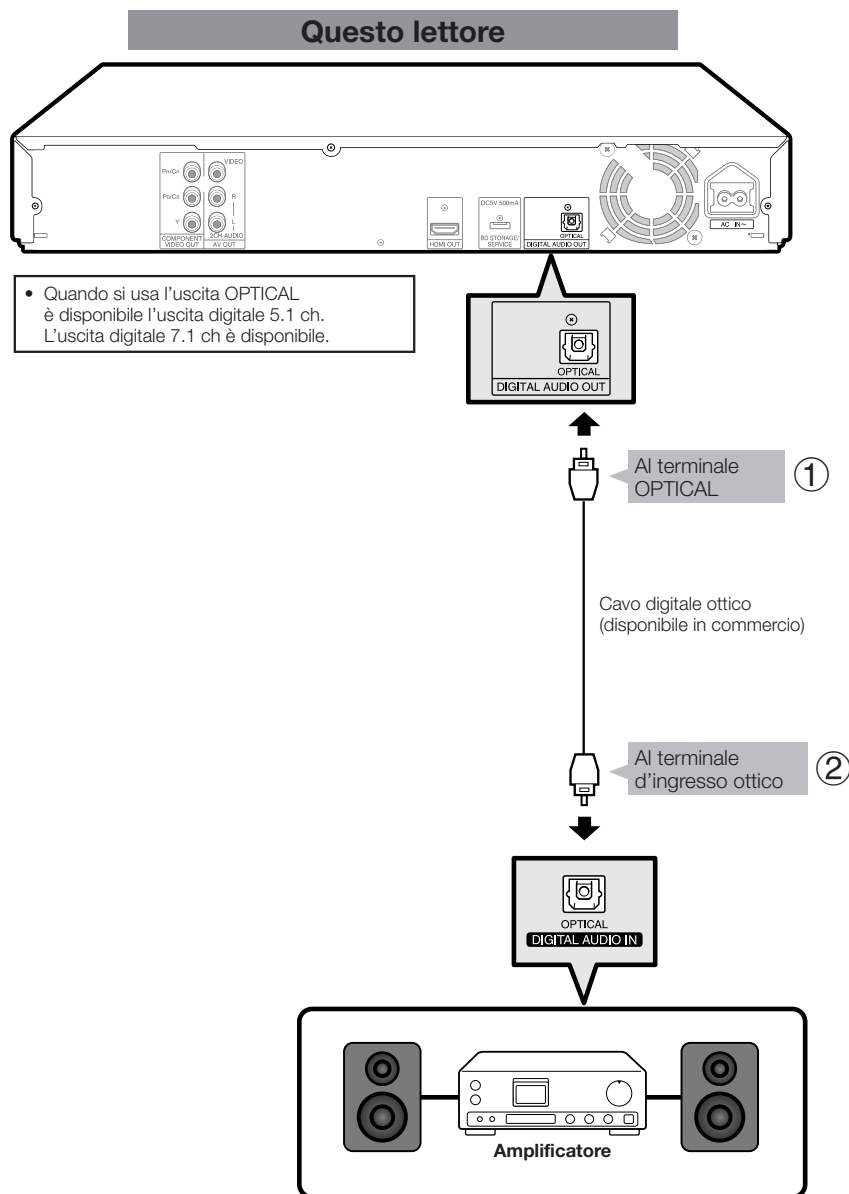 Questo lettore
PR/CR
PB/CB
Y
COMPONENT
VIDEO OUT
VIDEO
R
L
2CH AUDIO
AV OUT
HDMI OUT
DC5V 500mA
BD STORAGE/
SERVICE
OPTICAL
DIGITAL AUDIO OUT
AC IN~
• Quando si usa l'uscita OPTICAL
è disponibile l'uscita digitale 5.1 ch.
L'uscita digitale 7.1 ch è disponibile.
OPTICAL
DIGITAL AUDIO OUT
Al terminale
OPTICAL
①
Cavo digitale ottico
(disponibile in commercio)
Al terminale
d'ingresso ottico
②
OPTICAL
DIGITAL AUDIO IN
Amplificatore